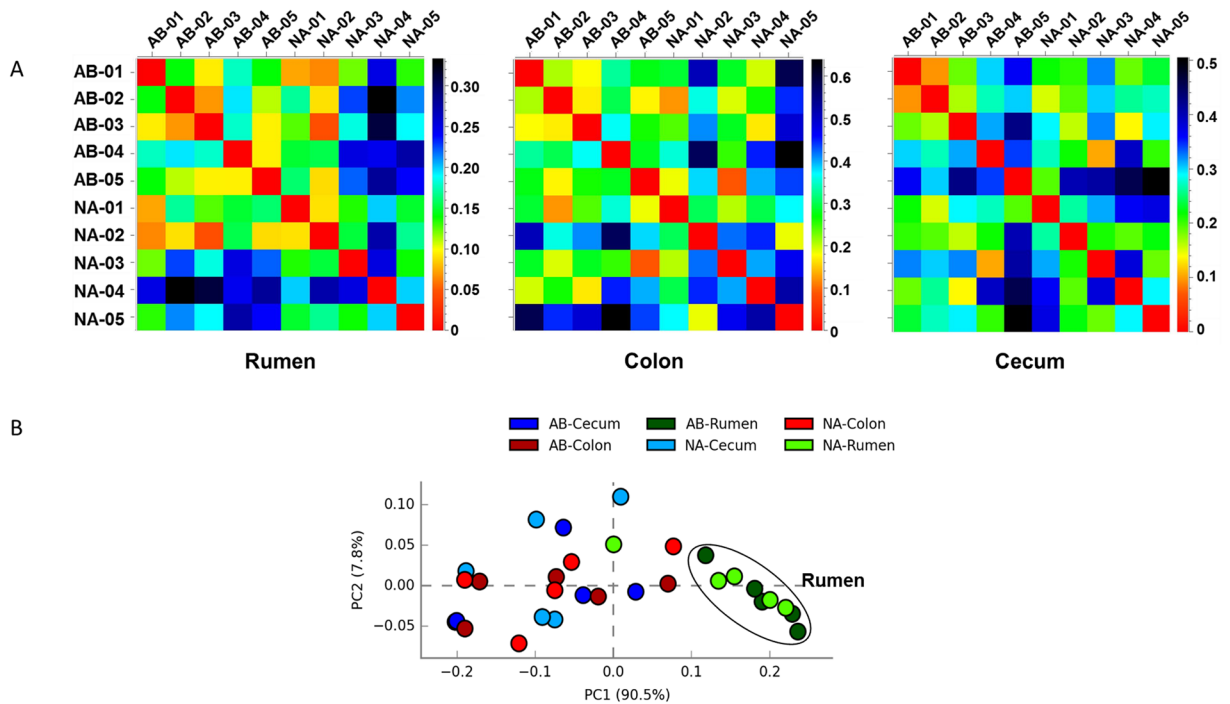 A
AB-01 AB-02 AB-03 AB-04 AB-05 NA-01 NA-02 NA-03 NA-04 NA-05
AB-01 AB-02 AB-03 AB-04 AB-05 NA-01 NA-02 NA-03 NA-04 NA-05
AB-01 AB-02 AB-03 AB-04 AB-05 NA-01 NA-02 NA-03 NA-04 NA-05
AB-01
AB-02
AB-03
AB-04
AB-05
NA-01
NA-02
NA-03
NA-04
NA-05
0.30
0.25
0.20
0.15
0.10
0.05
0
0.6
0.5
0.4
0.3
0.2
0.1
0
0.5
0.4
0.3
0.2
0.1
0
Rumen Colon Cecum
B
AB-Cecum AB-Rumen NA-Colon
AB-Colon NA-Cecum NA-Rumen
PC2 (7.8%)
0.10
0.05
0.00
−0.05
Rumen
−0.2 −0.1 0.0 0.1 0.2
PC1 (90.5%)